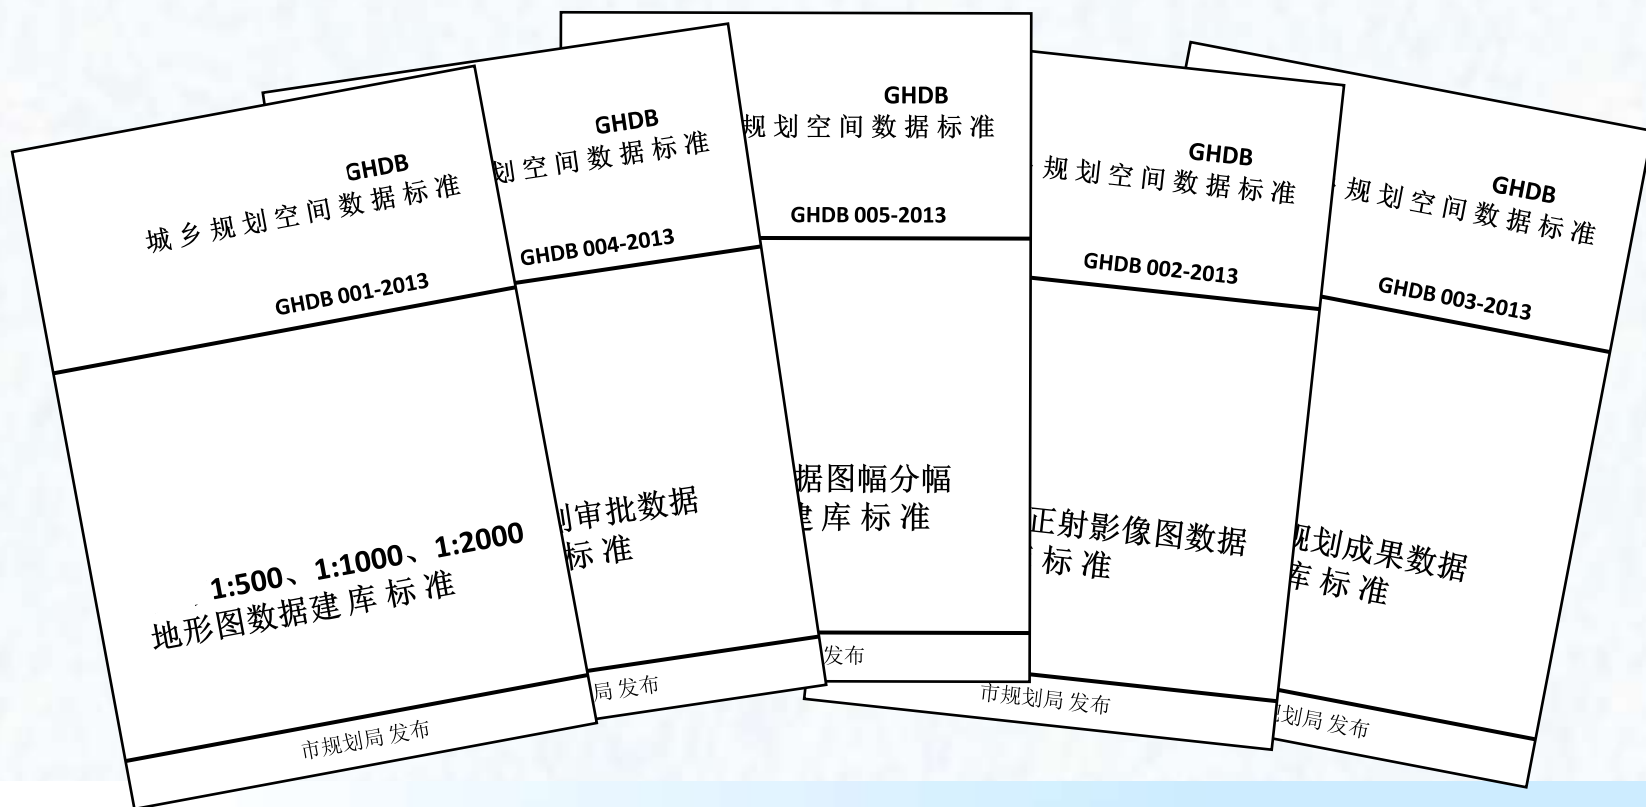 GHDB
城乡规划空间数据标准
GHDB 001-2013
1:500、1:1000、1:2000
地形图数据建库标准
市规划局 发布
GHDB
划空间数据标准
GHDB 004-2013
审批数据
标准
局 发布
GHDB
规划空间数据标准
GHDB 005-2013
据图幅分幅
库标准
发布
GHDB
规划空间数据标准
GHDB 002-2013
正射影像图数据
标准
市规划局 发布
GHDB
规划空间数据标准
GHDB 003-2013
规划成果数据
库标准
划局 发布